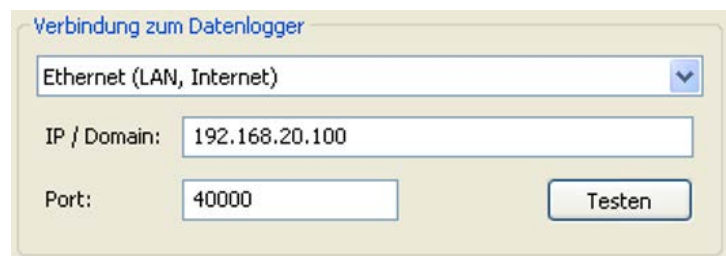 Verbindung zum Datenlogger
Ethernet (LAN, Internet)
IP / Domain: 192.168.20.100
Port: 40000 Testen